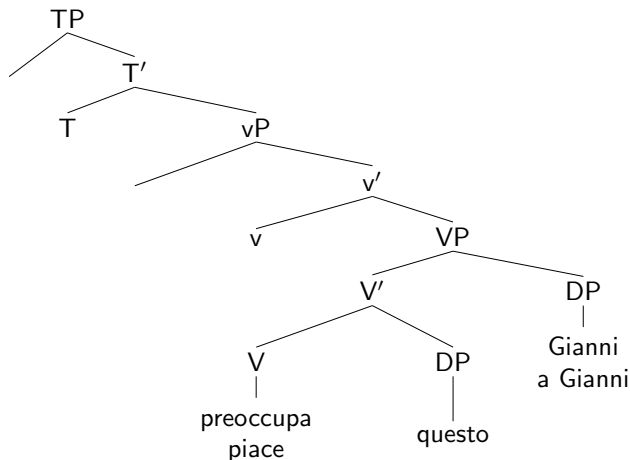 TP
T′
T
vP
v′
v
VP
V′
DP
Gianni
a Gianni
V
DP
preoccupa
piace
questo